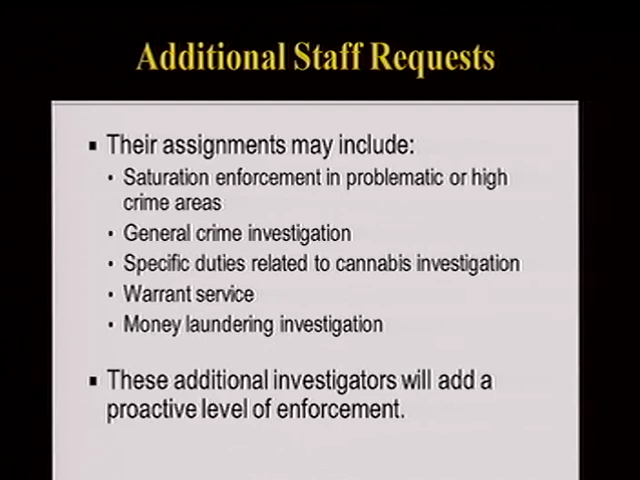 Additional Staff Requests
▪ Their assignments may include:
• Saturation enforcement in problematic or high
crime areas
• General crime investigation
• Specific duties related to cannabis investigation
• Warrant service
• Money laundering investigation
▪ These additional investigators will add a
proactive level of enforcement.